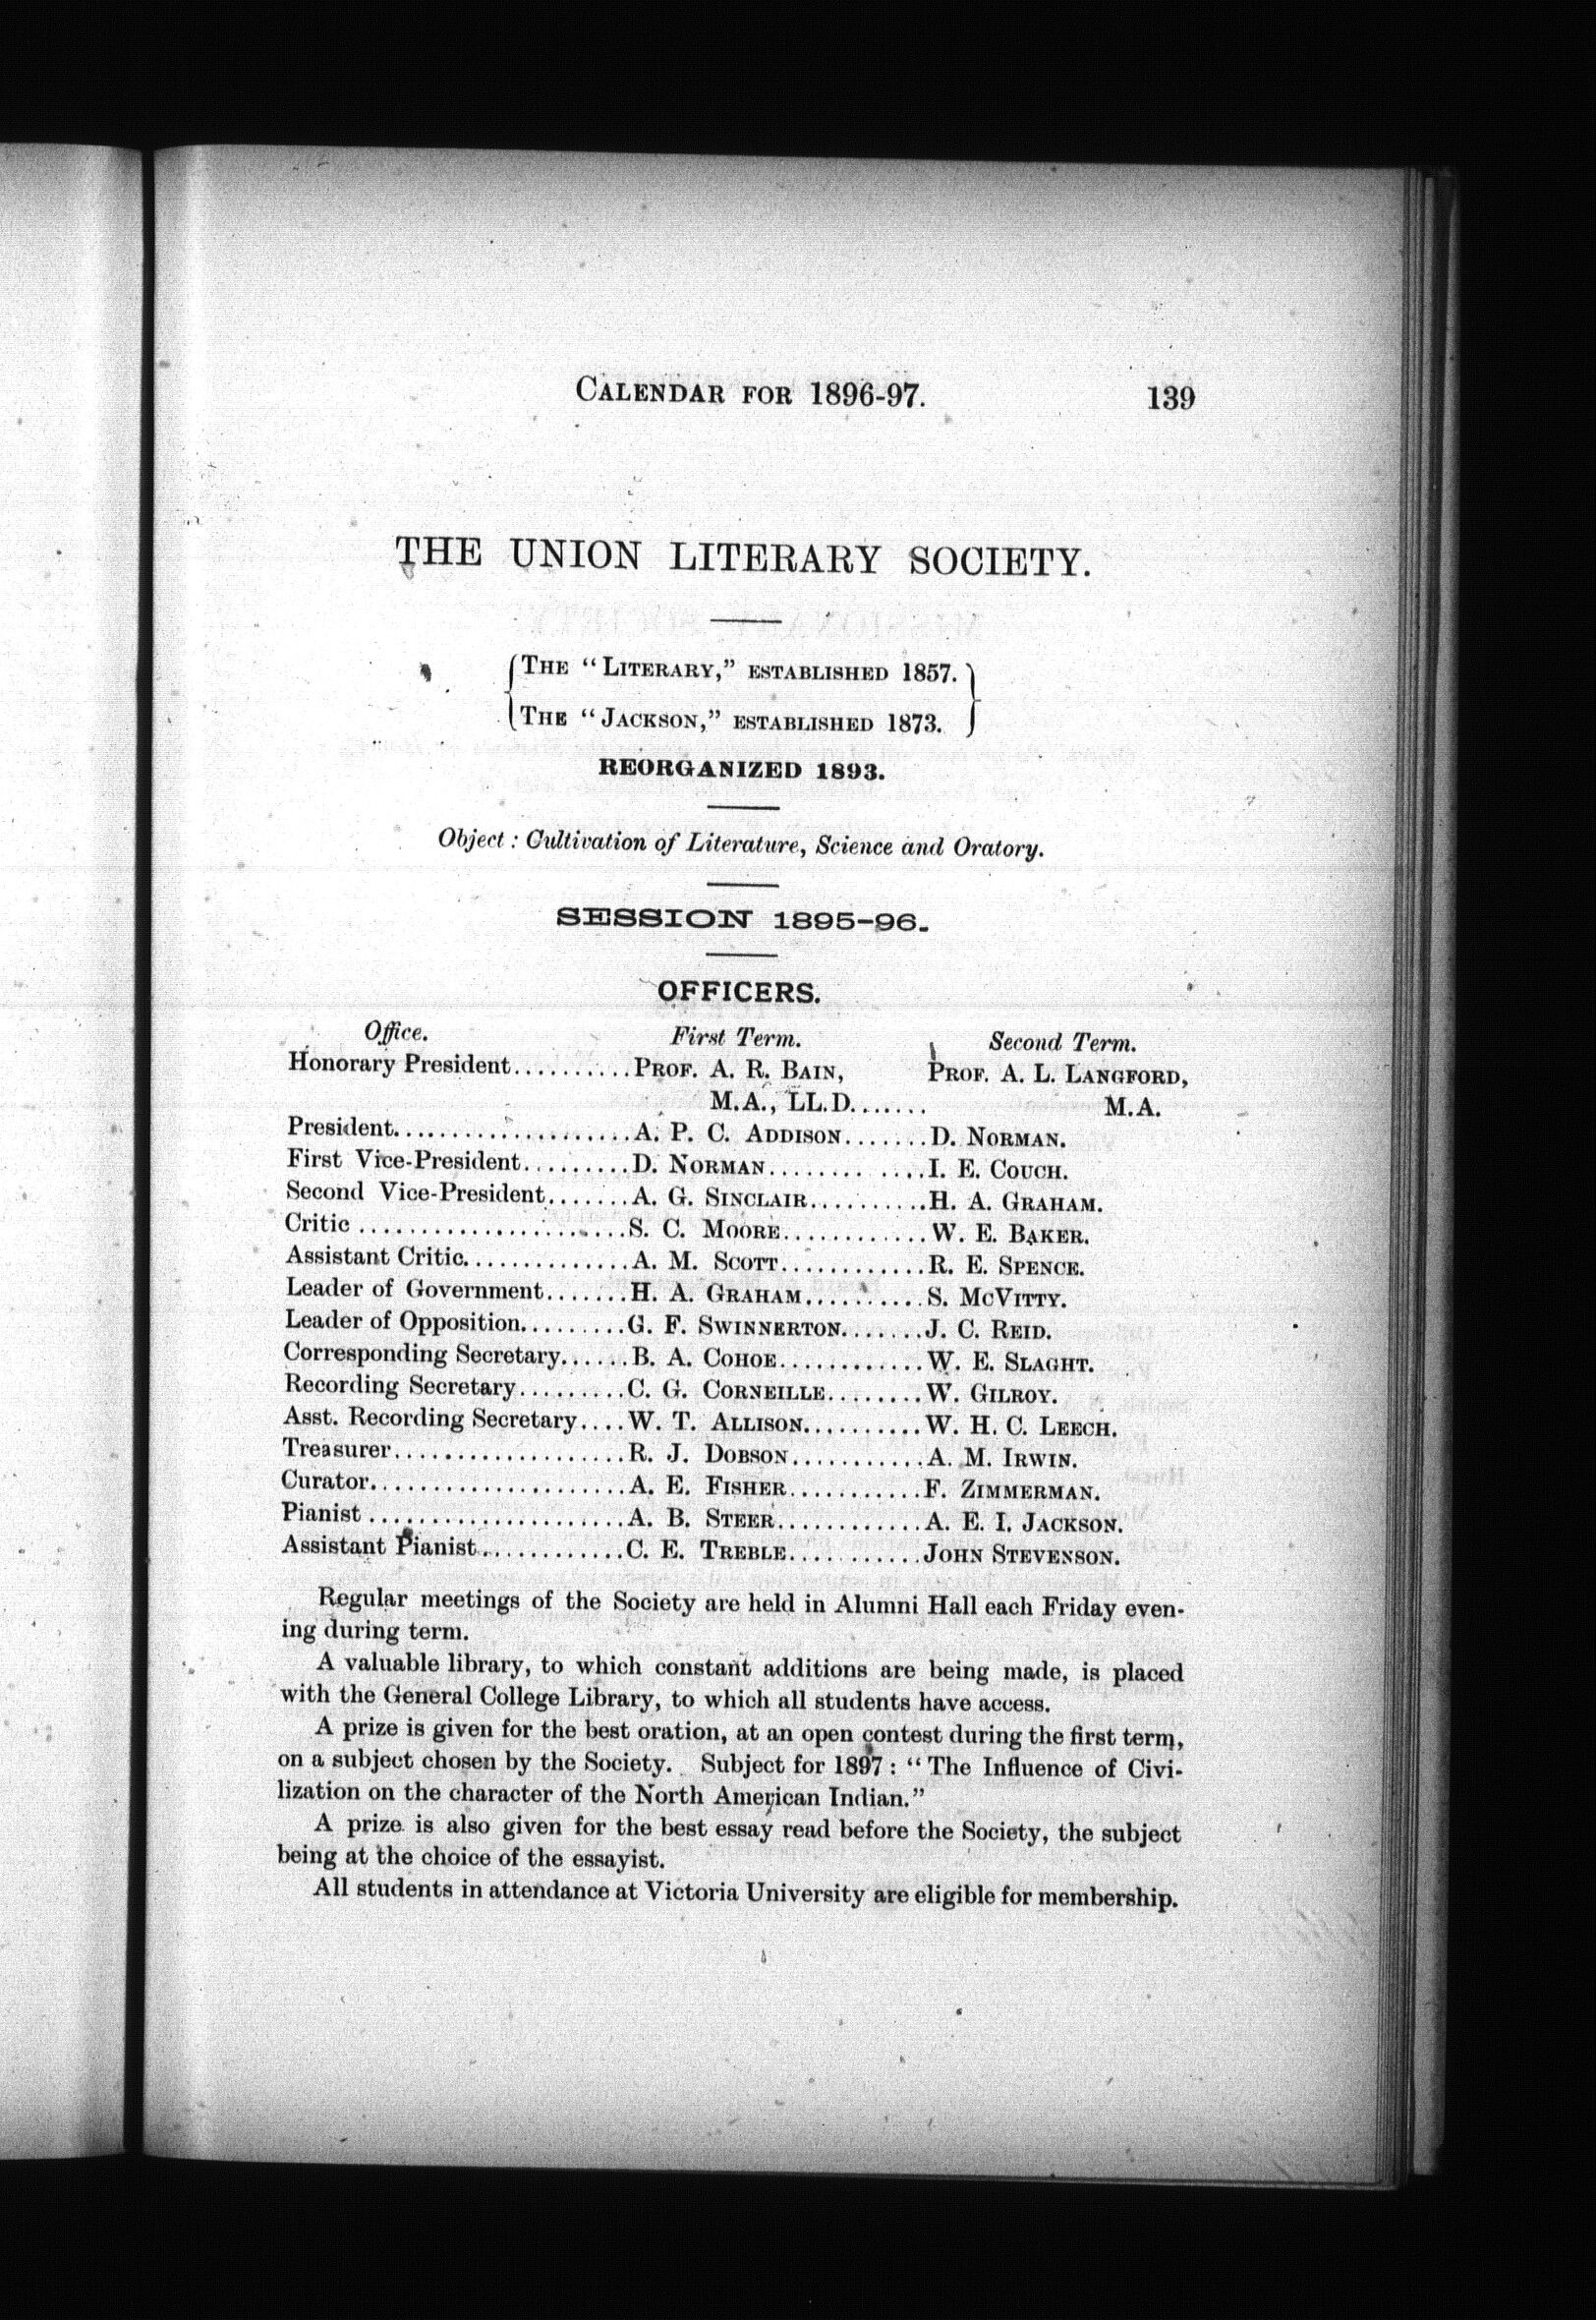 CALENDAR FOR 1896-97. 139
THE UNION LITERARY SOCIETY.
THE "LITERARY," ESTABLISHED 1857.
THE "JACKSON," ESTABLISHED 1873.
REORGANIZED 1893.
Object: Cultivation of Literature, Science and Oratory.
SESSION 1895-96.
OFFICERS.
Office. First Term. Second Term.
Honorary President..........PROF. A. R. BAIN, PROF. A. L. LANGFORD,
M.A., LL.D....... M.A.
President....................A. P. C. ADDISON.......D. NORMAN.
First Vice-President.........D. NORMAN.............I. E. COUCH.
Second Vice-President.......A. G. SINCLAIR..........H. A. GRAHAM.
Critic .......................S. C. MOORE............W. E. BAKER.
Assistant Critic..............A. M. SCOTT............R. E. SPENCE.
Leader of Government.......H. A. GRAHAM..........S. MCVITTY.
Leader of Opposition.........G. F. SWINNERTON.......J. C. REID.
Corresponding Secretary......B. A. COHOE............W. E. SLAGHT.
Recording Secretary.........C. G. CORNEILLE........W. GILROY.
Asst. Recording Secretary....W. T. ALLISON..........W. H. C. LEECH.
Treasurer....................R. J. DOBSON...........A. M. IRWIN.
Curator......................A. E. FISHER...........F. ZIMMERMAN.
Pianist ......................A. B. STEER............A. E. I. JACKSON.
Assistant Pianist............C. E. TREBLE...........JOHN STEVENSON.
Regular meetings of the Society are held in Alumni Hall each Friday even-
ing during term.
A valuable library, to which constant additions are being made, is placed
with the General College Library, to which all students have access.
A prize is given for the best oration, at an open contest during the first term,
on a subject chosen by the Society. Subject for 1897: "The Influence of Civi-
lization on the character of the North American Indian."
A prize is also given for the best essay read before the Society, the subject
being at the choice of the essayist.
All students in attendance at Victoria University are eligible for membership.